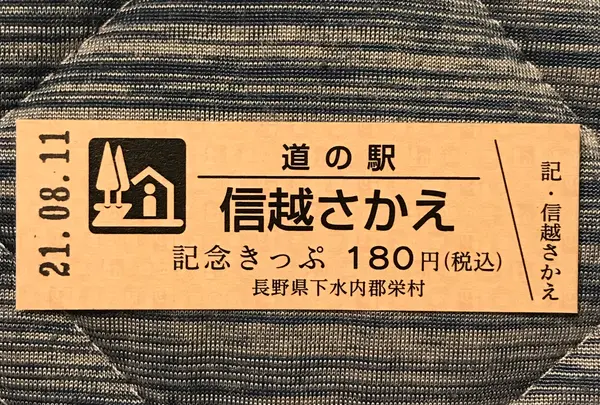 21.08.11
道の駅
信越さかえ
記念きっぷ 180円(税込)
長野県下水内郡栄村
記・信越さかえ